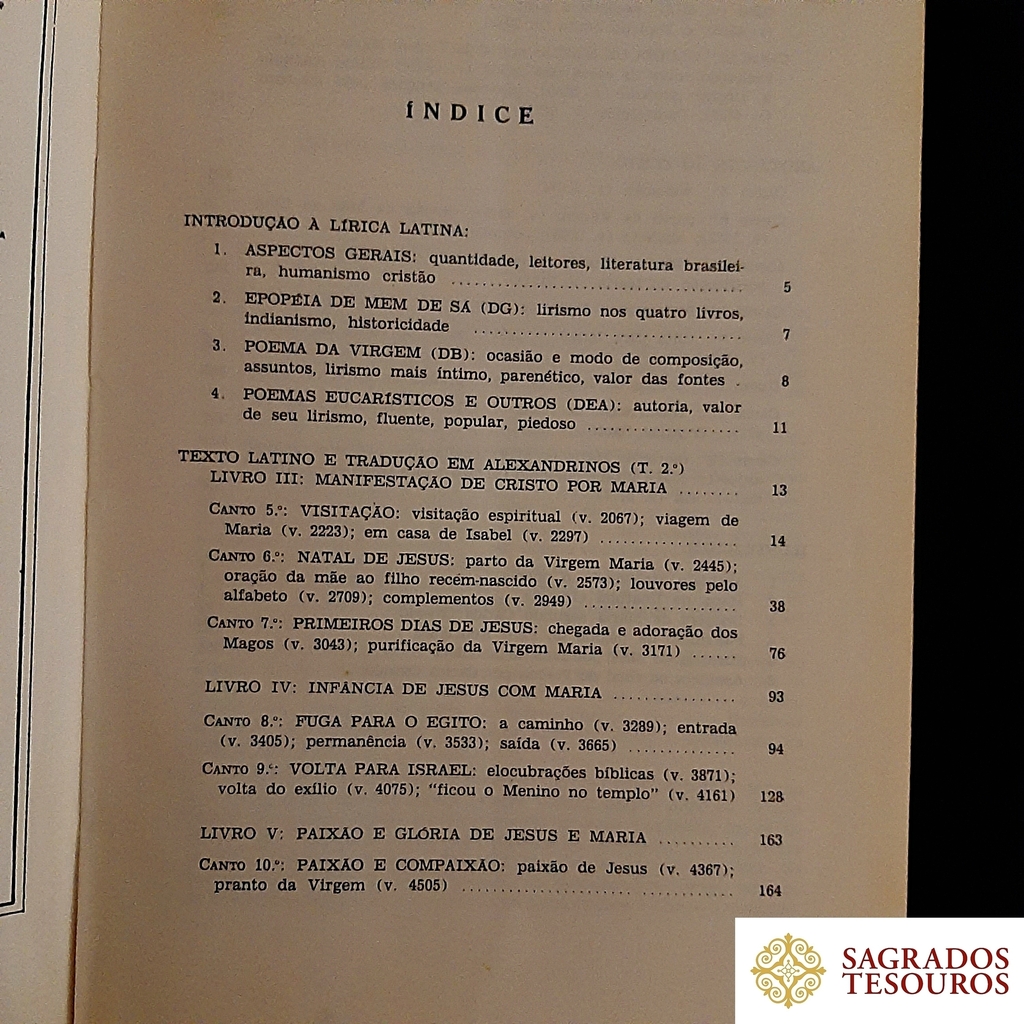 ÍNDICE
INTRODUÇÃO À LÍRICA LATINA:
1. ASPECTOS GERAIS: quantidade, leitores, literatura brasilei-
ra, humanismo cristão ..................................... 5
2. EPOPÉIA DE MEM DE SÁ (DG): lirismo nos quatro livros,
indianismo, historicidade .................................. 7
3. POEMA DA VIRGEM (DB): ocasião e modo de composição,
assuntos, lirismo mais íntimo, parenético, valor das fontes . 8
4. POEMAS EUCARÍSTICOS E OUTROS (DEA): autoria, valor
de seu lirismo, fluente, popular, piedoso ................... 11
TEXTO LATINO E TRADUÇÃO EM ALEXANDRINOS (T. 2.º)
LIVRO III: MANIFESTAÇÃO DE CRISTO POR MARIA ........ 13
CANTO 5.º: VISITAÇÃO: visitação espiritual (v. 2067); viagem de
Maria (v. 2223); em casa de Isabel (v. 2297) .................. 14
CANTO 6.º: NATAL DE JESUS: parto da Virgem Maria (v. 2445);
oração da mãe ao filho recém-nascido (v. 2573); louvores pelo
alfabeto (v. 2709); complementos (v. 2949) .................... 38
CANTO 7.º: PRIMEIROS DIAS DE JESUS: chegada e adoração dos
Magos (v. 3043); purificação da Virgem Maria (v. 3171) ...... 76
LIVRO IV: INFÂNCIA DE JESUS COM MARIA ............... 93
CANTO 8.º: FUGA PARA O EGITO: a caminho (v. 3289); entrada
(v. 3405); permanência (v. 3533); saída (v. 3665) ............. 94
CANTO 9.º: VOLTA PARA ISRAEL: elocubrações bíblicas (v. 3871);
volta do exílio (v. 4075); "ficou o Menino no templo" (v. 4161) 128
LIVRO V: PAIXÃO E GLÓRIA DE JESUS E MARIA .......... 163
CANTO 10.º: PAIXÃO E COMPAIXÃO: paixão de Jesus (v. 4367);
pranto da Virgem (v. 4505) ................................... 164
SAGRADOS
TESOUROS